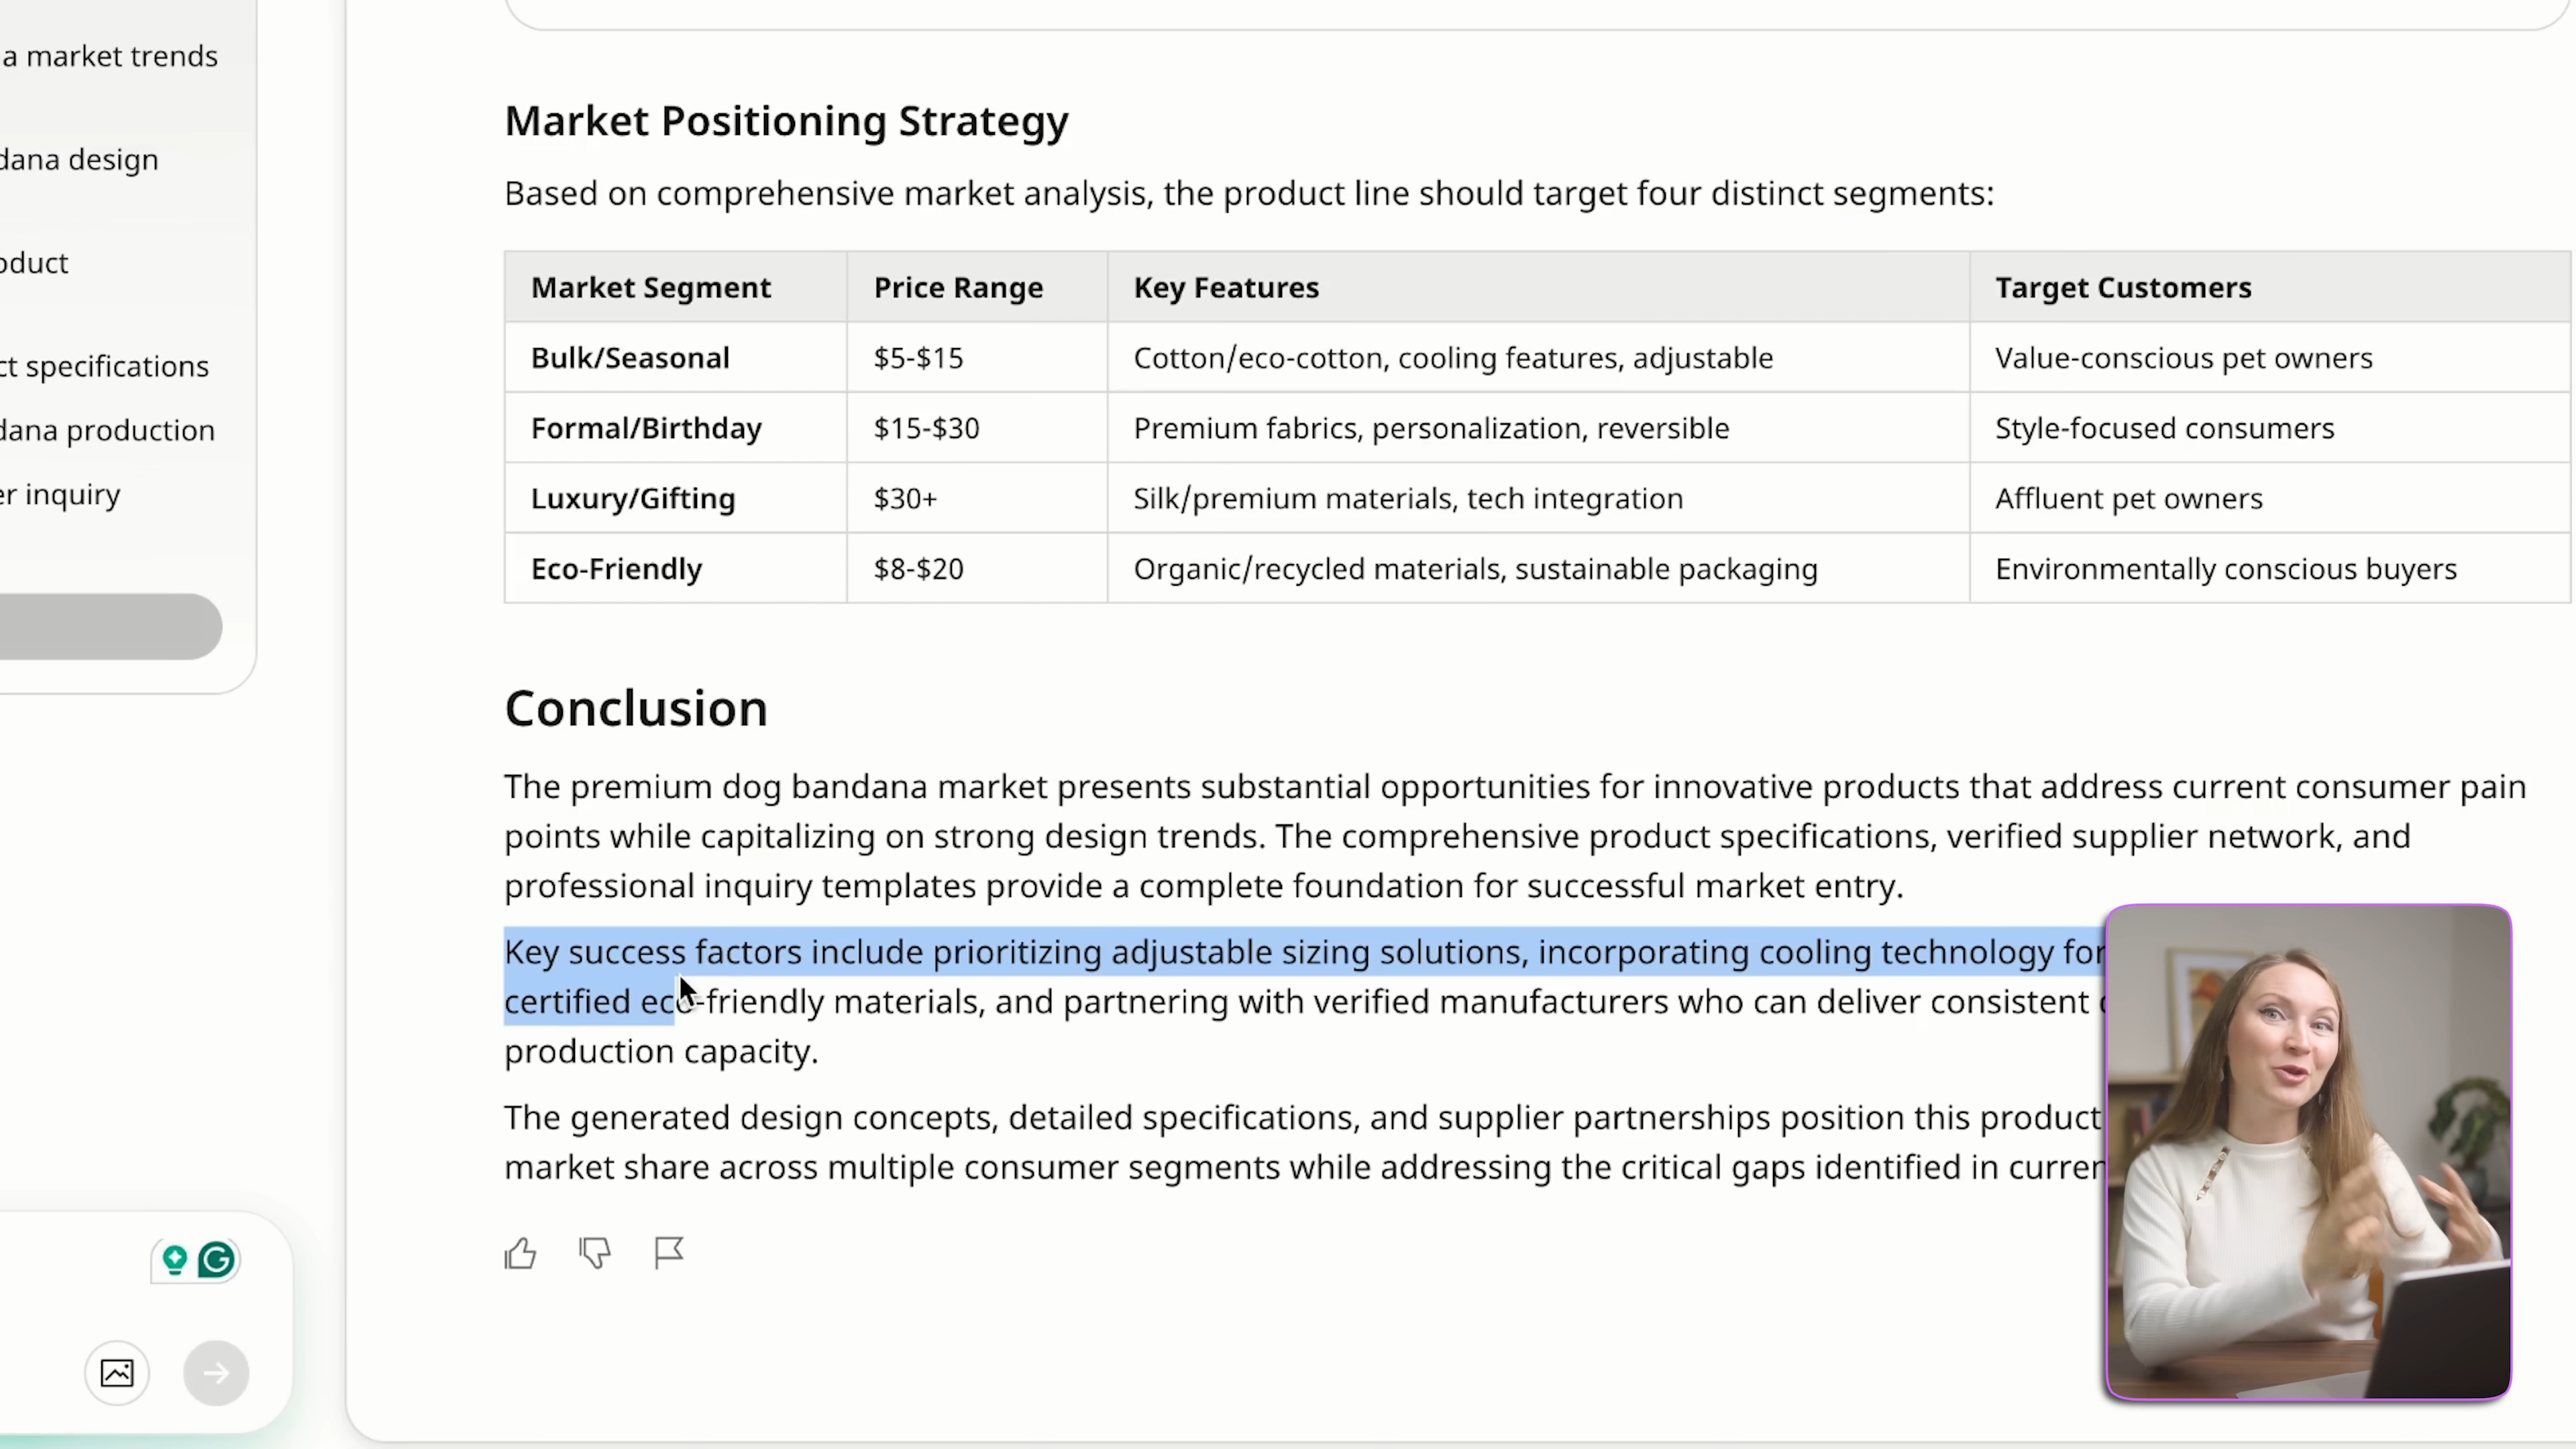 a market trends
dana design
oduct
ct specifications
dana production
er inquiry
Market Positioning Strategy
Based on comprehensive market analysis, the product line should target four distinct segments:
Market Segment Price Range Key Features Target Customers
Bulk/Seasonal $5-$15 Cotton/eco-cotton, cooling features, adjustable Value-conscious pet owners
Formal/Birthday $15-$30 Premium fabrics, personalization, reversible Style-focused consumers
Luxury/Gifting $30+ Silk/premium materials, tech integration Affluent pet owners
Eco-Friendly $8-$20 Organic/recycled materials, sustainable packaging Environmentally conscious buyers
Conclusion
The premium dog bandana market presents substantial opportunities for innovative products that address current consumer pain
points while capitalizing on strong design trends. The comprehensive product specifications, verified supplier network, and
professional inquiry templates provide a complete foundation for successful market entry.
Key success factors include prioritizing adjustable sizing solutions, incorporating cooling technology for
certified eco-friendly materials, and partnering with verified manufacturers who can deliver consistent
production capacity.
The generated design concepts, detailed specifications, and supplier partnerships position this product
market share across multiple consumer segments while addressing the critical gaps identified in curren
G